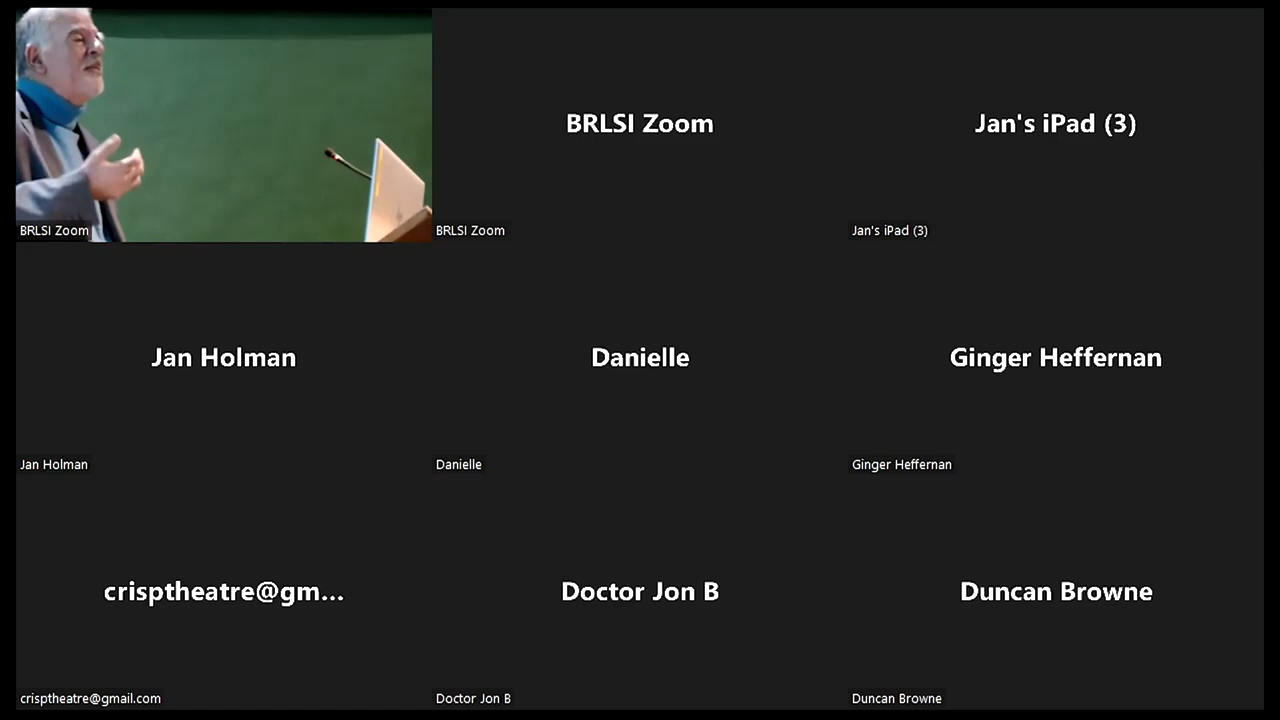 BRLSI Zoom
Jan's iPad (3)
BRLSI Zoom
BRLSI Zoom
Jan's iPad (3)
Jan Holman
Danielle
Ginger Heffernan
Jan Holman
Danielle
Ginger Heffernan
crisptheatre@gm...
Doctor Jon B
Duncan Browne
crisptheatre@gmail.com
Doctor Jon B
Duncan Browne